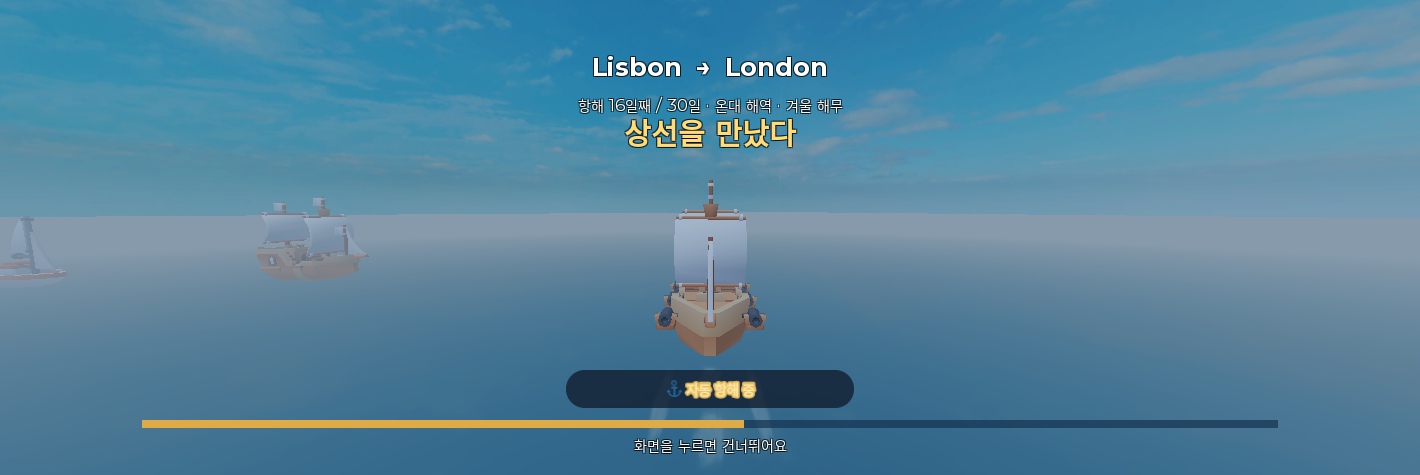 Lisbon → London
항해 16일째 / 30일 · 온대 해역 · 겨울 해무
상선을 만났다
자동 항해 중
화면을 누르면 건너뛰어요